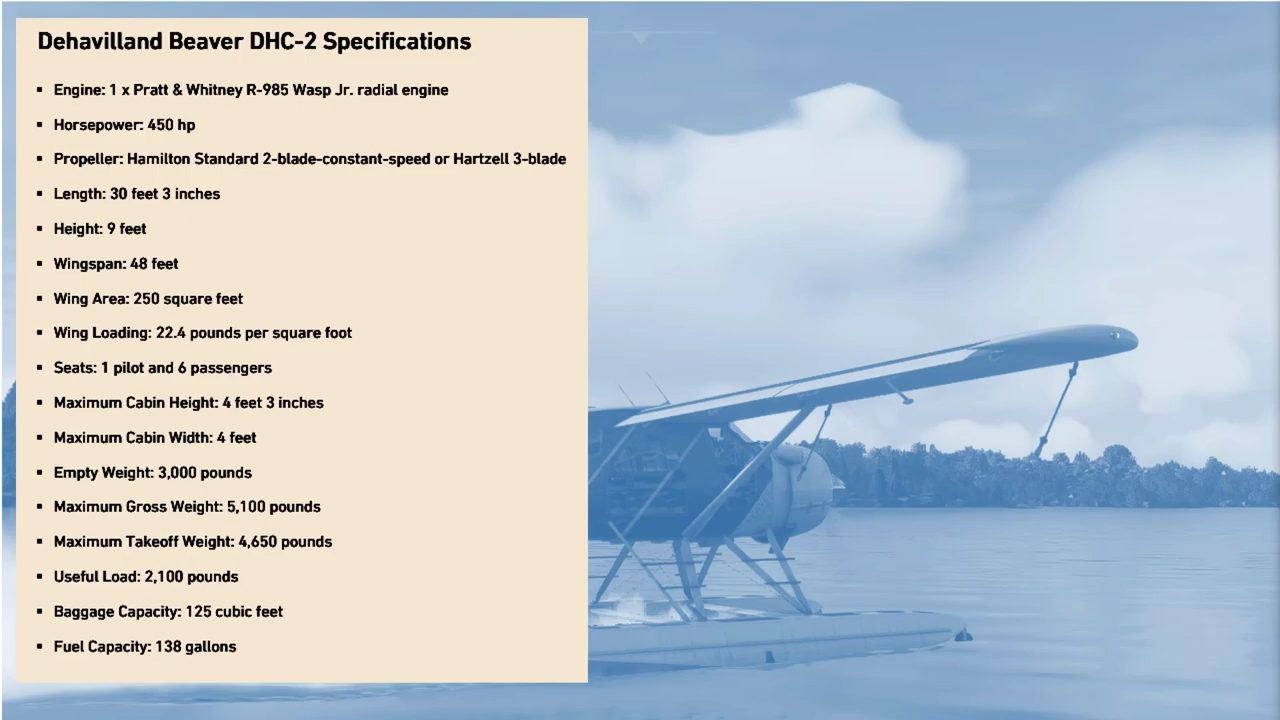 Dehavilland Beaver DHC-2 Specifications
▪ Engine: 1 x Pratt & Whitney R-985 Wasp Jr. radial engine
▪ Horsepower: 450 hp
▪ Propeller: Hamilton Standard 2-blade-constant-speed or Hartzell 3-blade
▪ Length: 30 feet 3 inches
▪ Height: 9 feet
▪ Wingspan: 48 feet
▪ Wing Area: 250 square feet
▪ Wing Loading: 22.4 pounds per square foot
▪ Seats: 1 pilot and 6 passengers
▪ Maximum Cabin Height: 4 feet 3 inches
▪ Maximum Cabin Width: 4 feet
▪ Empty Weight: 3,000 pounds
▪ Maximum Gross Weight: 5,100 pounds
▪ Maximum Takeoff Weight: 4,650 pounds
▪ Useful Load: 2,100 pounds
▪ Baggage Capacity: 125 cubic feet
▪ Fuel Capacity: 138 gallons